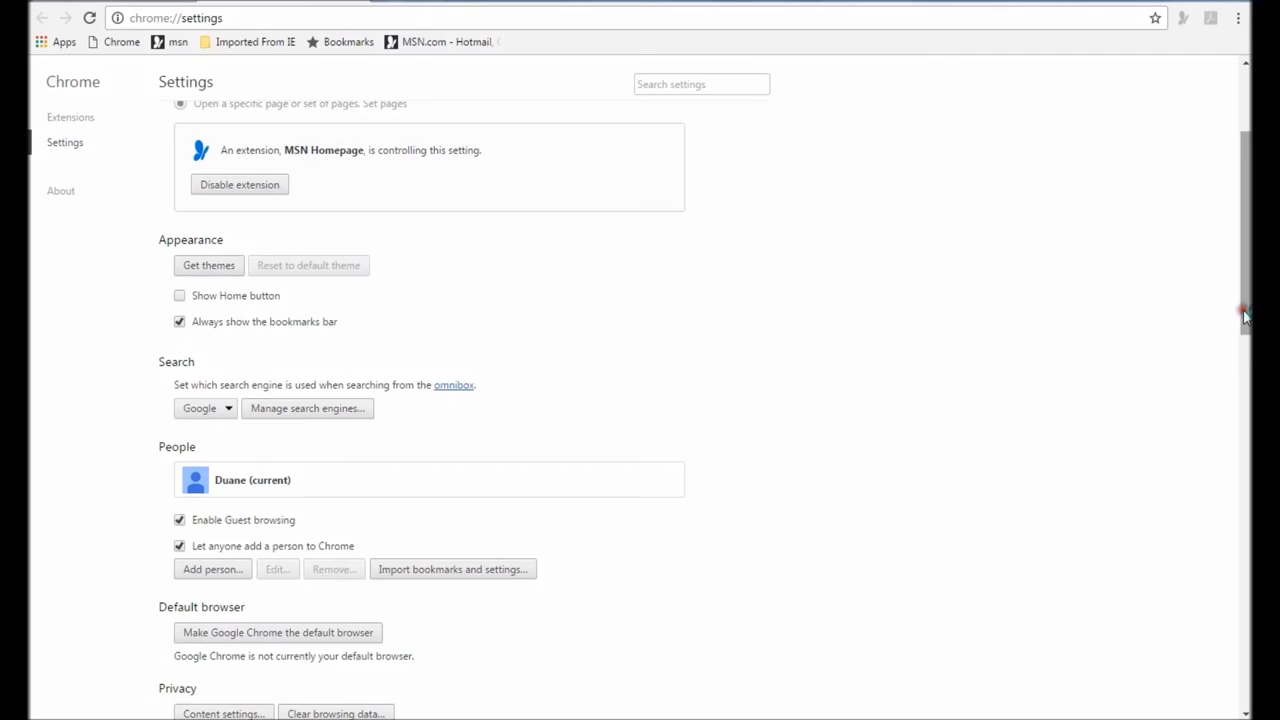 chrome://settings
Apps Chrome msn Imported From IE Bookmarks MSN.com - Hotmail,
Chrome
Settings
Search settings
Open a specific page or set of pages. Set pages
Extensions
Settings
About
An extension, MSN Homepage, is controlling this setting.
Disable extension
Appearance
Get themes Reset to default theme
Show Home button
Always show the bookmarks bar
Search
Set which search engine is used when searching from the omnibox.
Google Manage search engines...
People
Duane (current)
Enable Guest browsing
Let anyone add a person to Chrome
Add person... Edit... Remove... Import bookmarks and settings...
Default browser
Make Google Chrome the default browser
Google Chrome is not currently your default browser.
Privacy
Content settings... Clear browsing data...